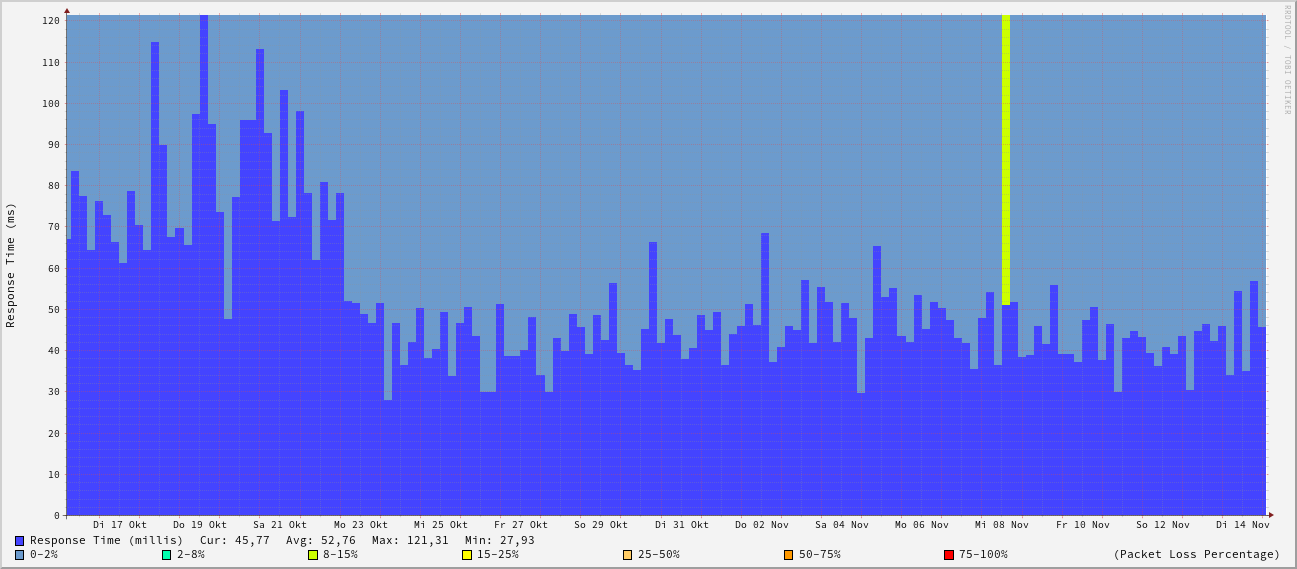 RRDTOOL / TOBI OETIKER
Response Time (ms)
120
110
100
90
80
70
60
50
40
30
20
10
0
Di 17 Okt Do 19 Okt Sa 21 Okt Mo 23 Okt Mi 25 Okt Fr 27 Okt So 29 Okt Di 31 Okt Do 02 Nov Sa 04 Nov Mo 06 Nov Mi 08 Nov Fr 10 Nov So 12 Nov Di 14 Nov
Response Time (millis) Cur: 45,77 Avg: 52,76 Max: 121,31 Min: 27,93
0-2% 2-8% 8-15% 15-25% 25-50% 50-75% 75-100% (Packet Loss Percentage)